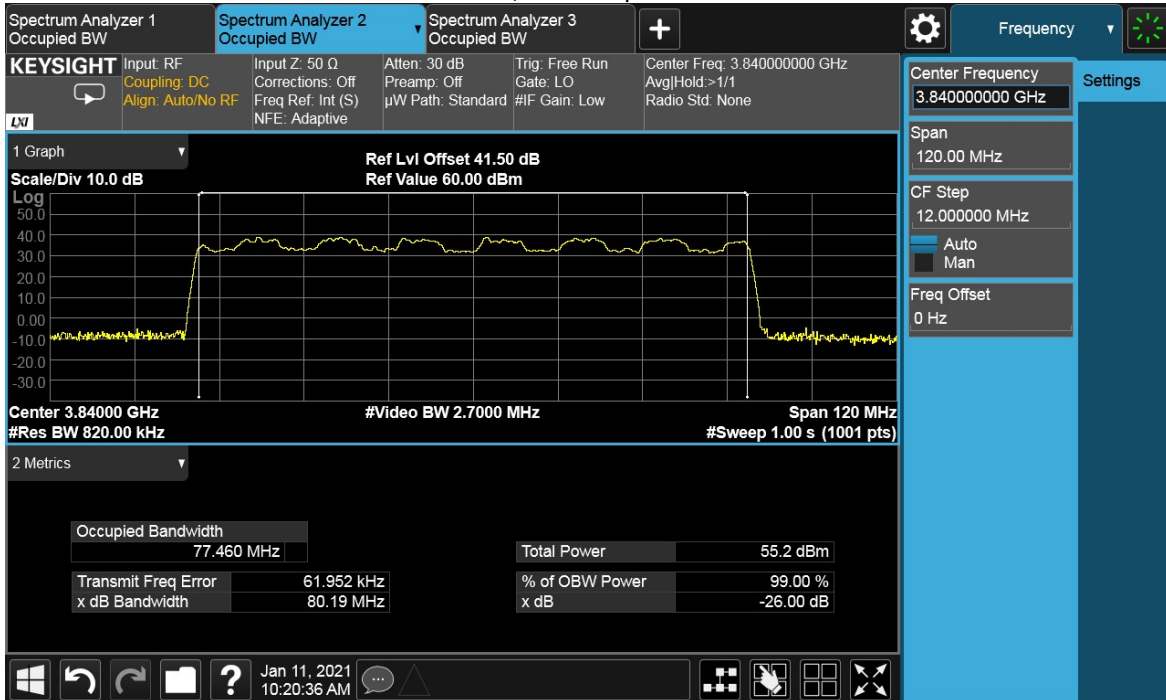 Spectrum Analyzer 1
Occupied BW
Spectrum Analyzer 2
Occupied BW
Spectrum Analyzer 3
Occupied BW
+
Frequency
KEYSIGHT
LXI
Input: RF
Coupling: DC
Align: Auto/No RF
Input Z: 50 Ω
Corrections: Off
Freq Ref: Int (S)
NFE: Adaptive
Atten: 30 dB
Preamp: Off
µW Path: Standard
Trig: Free Run
Gate: LO
#IF Gain: Low
Center Freq: 3.840000000 GHz
Avg|Hold:>1/1
Radio Std: None
Center Frequency
3.840000000 GHz
Settings
Span
120.00 MHz
CF Step
12.000000 MHz
Auto
Man
Freq Offset
0 Hz
1 Graph
Scale/Div 10.0 dB
Ref Lvl Offset 41.50 dB
Ref Value 60.00 dBm
Log
50.0
40.0
30.0
20.0
10.0
0.00
-10.0
-20.0
-30.0
Center 3.84000 GHz
#Res BW 820.00 kHz
#Video BW 2.7000 MHz
Span 120 MHz
#Sweep 1.00 s (1001 pts)
2 Metrics
Occupied Bandwidth
77.460 MHz
Total Power 55.2 dBm
Transmit Freq Error 61.952 kHz
% of OBW Power 99.00 %
x dB Bandwidth 80.19 MHz
x dB -26.00 dB
?
Jan 11, 2021
10:20:36 AM